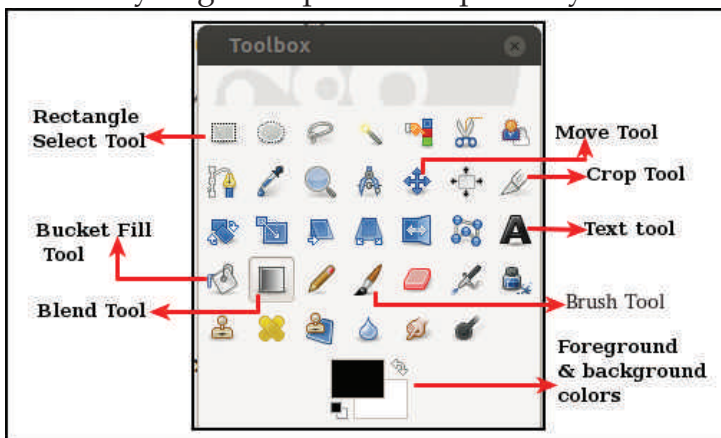 Toolbox
Rectangle
Select Tool
Move Tool
Crop Tool
Bucket Fill
Tool
Text tool
Blend Tool
Brush Tool
Foreground
& background
colors